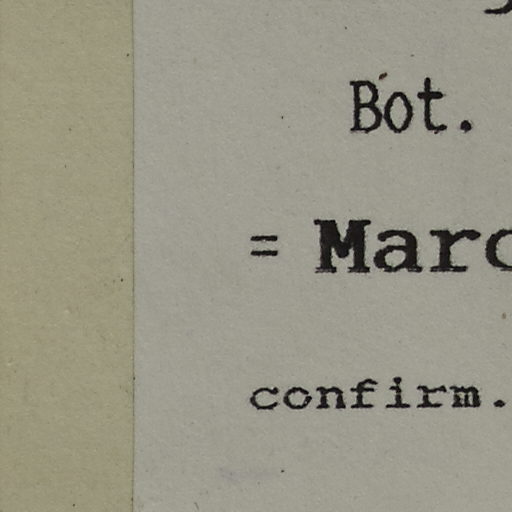 Bot.
= Marc
confirm.